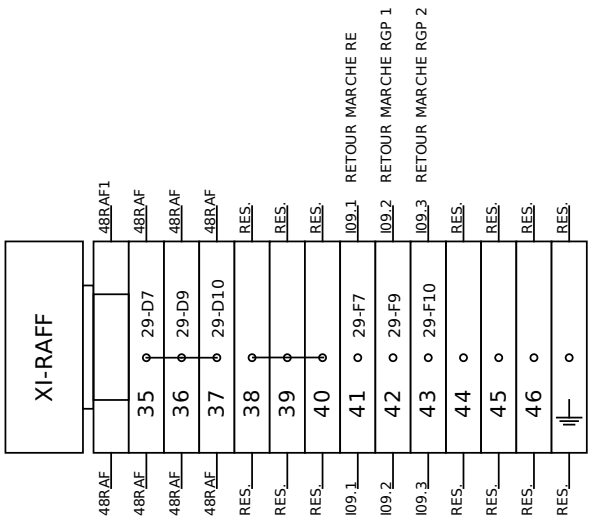 RETOUR MARCHE RE
RETOUR MARCHE RGP 1
RETOUR MARCHE RGP 2
48RAF1
48RAF
48RAF
48RAF
RES.
RES.
RES.
I09.1
I09.2
I09.3
RES.
RES.
RES.
RES.
XI-RAFF
29-D7
29-D9
29-D10
29-F7
29-F9
29-F10
35
36
37
38
39
40
41
42
43
44
45
46
48RAF
48RAF
48RAF
48RAF
RES.
RES.
RES.
I09.1
I09.2
I09.3
RES.
RES.
RES.
RES.